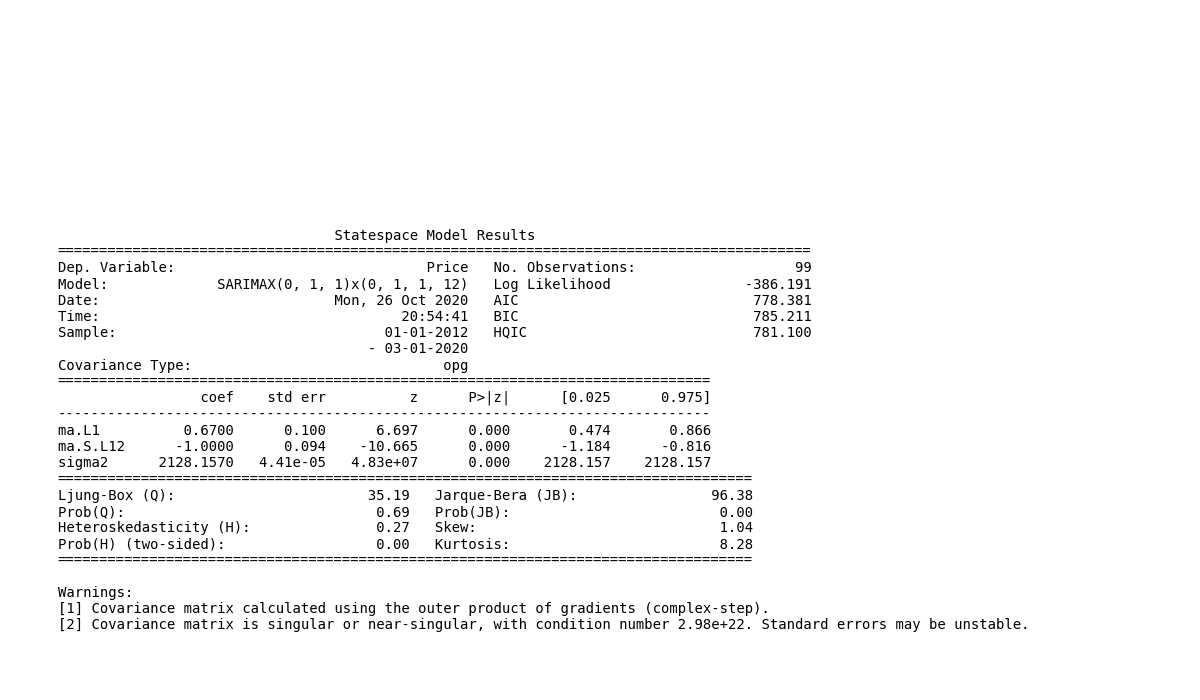 Statespace Model Results
==========================================================================================
Dep. Variable:                              Price   No. Observations:                   99
Model:             SARIMAX(0, 1, 1)x(0, 1, 1, 12)   Log Likelihood                -386.191
Date:                            Mon, 26 Oct 2020   AIC                            778.381
Time:                                    20:54:41   BIC                            785.211
Sample:                                01-01-2012   HQIC                           781.100
                                     - 03-01-2020
Covariance Type:                              opg
==============================================================================
                 coef    std err          z      P>|z|      [0.025      0.975]
------------------------------------------------------------------------------
ma.L1          0.6700      0.100      6.697      0.000       0.474       0.866
ma.S.L12      -1.0000      0.094    -10.665      0.000      -1.184      -0.816
sigma2      2128.1570   4.41e-05   4.83e+07      0.000    2128.157    2128.157
===================================================================================
Ljung-Box (Q):                       35.19   Jarque-Bera (JB):                96.38
Prob(Q):                              0.69   Prob(JB):                         0.00
Heteroskedasticity (H):               0.27   Skew:                             1.04
Prob(H) (two-sided):                  0.00   Kurtosis:                         8.28
===================================================================================
Warnings:
[1] Covariance matrix calculated using the outer product of gradients (complex-step).
[2] Covariance matrix is singular or near-singular, with condition number 2.98e+22. Standard errors may be unstable.